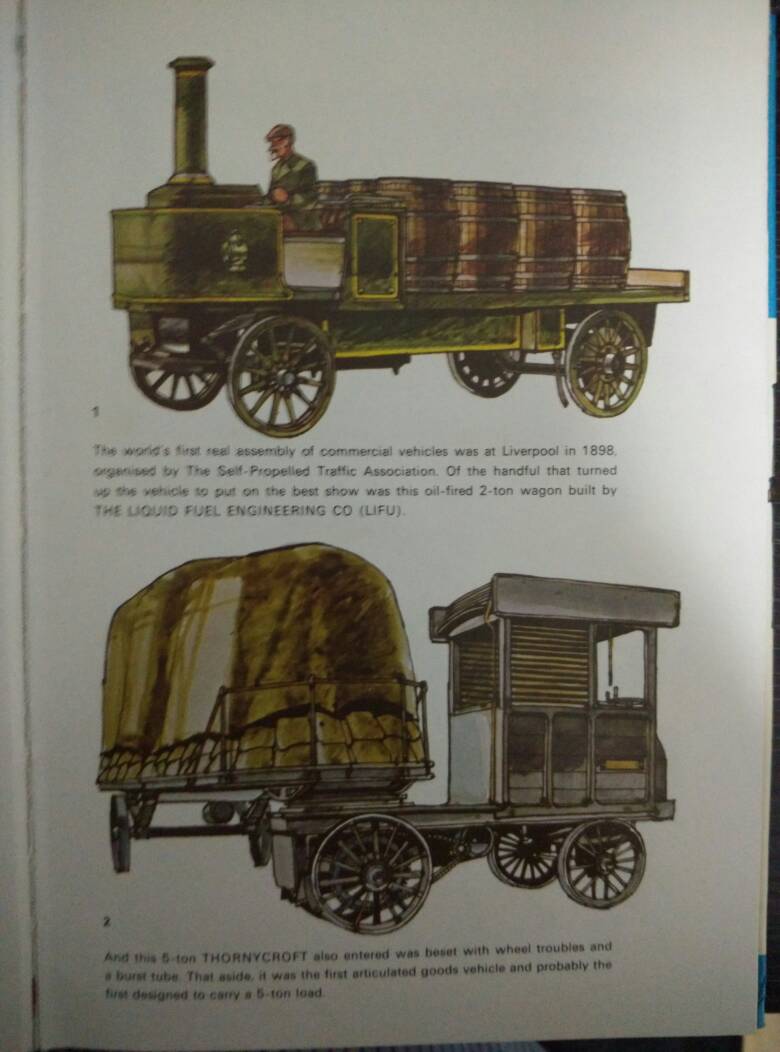 1
The world's first real assembly of commercial vehicles was at Liverpool in 1898,
organised by The Self-Propelled Traffic Association. Of the handful that turned
up the vehicle to put on the best show was this oil-fired 2-ton wagon built by
THE LIQUID FUEL ENGINEERING CO (LIFU).
2
And this 5-ton THORNYCROFT also entered was beset with wheel troubles and
a burst tube. That aside, it was the first articulated goods vehicle and probably the
first designed to carry a 5-ton load.